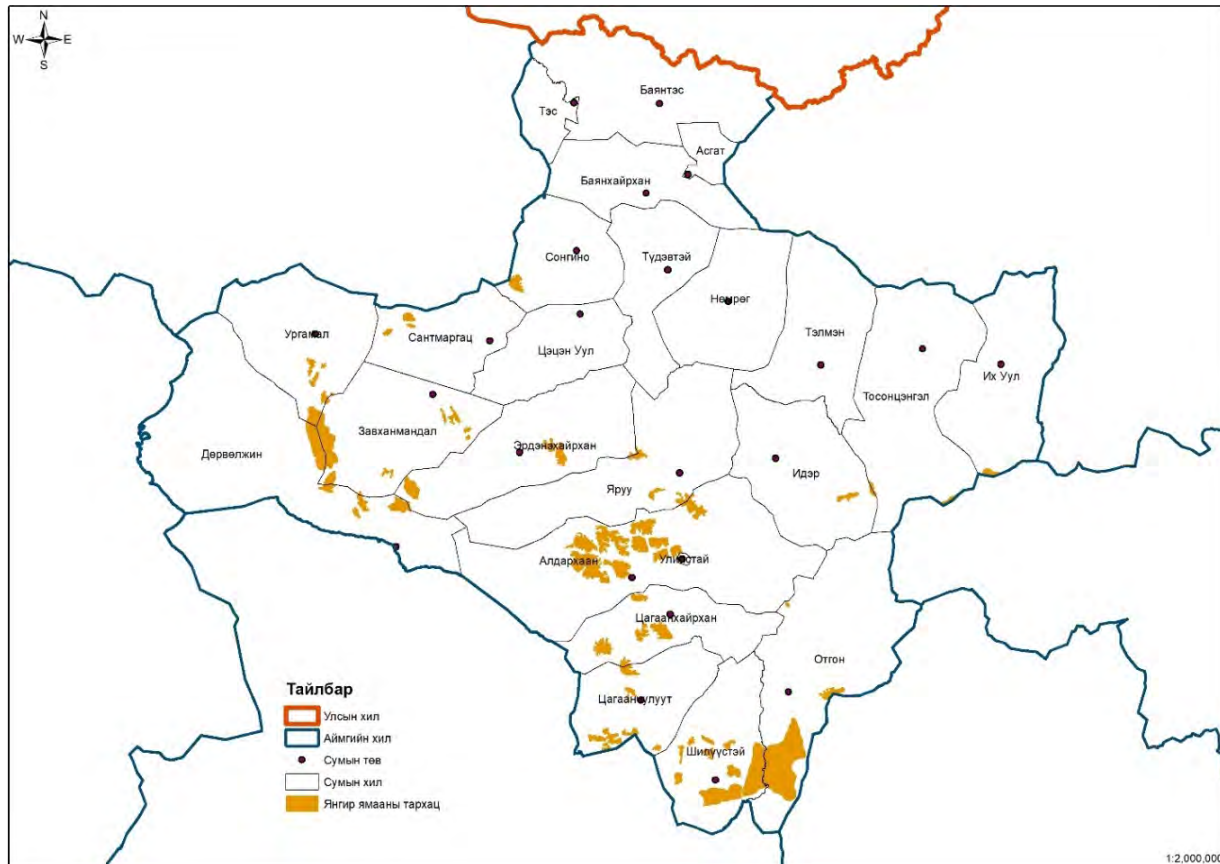 N
W E
S
Баянтэс
Тэс
Асгат
Баянхайрхан
Сонгино
Түдэвтэй
Нөмрөг
Ургамал
Сантмаргац
Цэцэн Уул
Тэлмэн
Их Уул
Тосонцэнгэл
Завханмандал
Эрдэнэхайрхан
Дөрвөлжин
Идэр
Яруу
Алдархаан
Улиастай
Цагаанхайрхан
Отгон
Цагаанчулуут
Шилүүстэй
Тайлбар
Улсын хил
Аймгийн хил
Сумын төв
Сумын хил
Янгир ямааны тархац
1:2,000,000